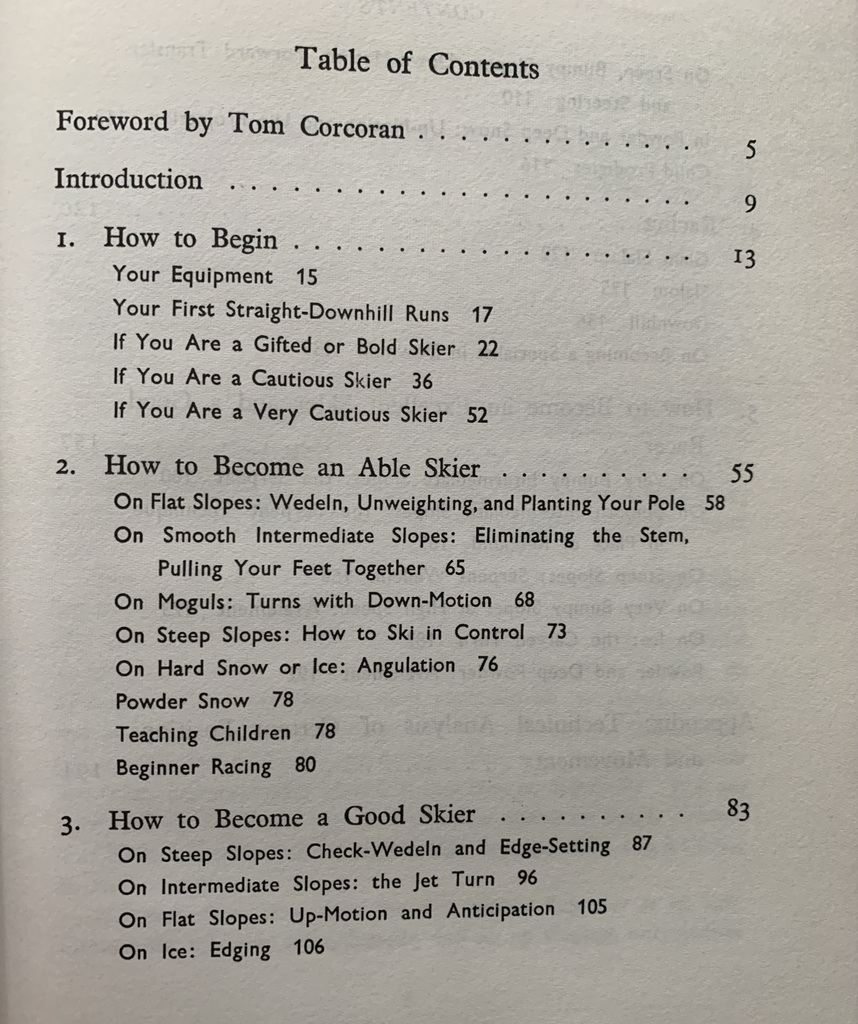 Table of Contents
Foreword by Tom Corcoran . . . . . . . . . . . . . . 5
Introduction . . . . . . . . . . . . . . . . . . . . . . 9
1. How to Begin . . . . . . . . . . . . . . . . . . . 13
Your Equipment 15
Your First Straight-Downhill Runs 17
If You Are a Gifted or Bold Skier 22
If You Are a Cautious Skier 36
If You Are a Very Cautious Skier 52
2. How to Become an Able Skier . . . . . . . . . . 55
On Flat Slopes: Wedeln, Unweighting, and Planting Your Pole 58
On Smooth Intermediate Slopes: Eliminating the Stem,
Pulling Your Feet Together 65
On Moguls: Turns with Down-Motion 68
On Steep Slopes: How to Ski in Control 73
On Hard Snow or Ice: Angulation 76
Powder Snow 78
Teaching Children 78
Beginner Racing 80
3. How to Become a Good Skier . . . . . . . . . . 83
On Steep Slopes: Check-Wedeln and Edge-Setting 87
On Intermediate Slopes: the Jet Turn 96
On Flat Slopes: Up-Motion and Anticipation 105
On Ice: Edging 106